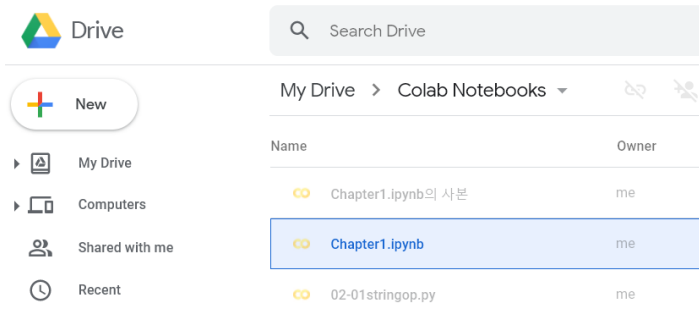 Drive
Search Drive
New
My Drive > Colab Notebooks
Name Owner
My Drive
Chapter1.ipynb의 사본 me
Computers
Chapter1.ipynb me
Shared with me
Recent
02-01stringop.py me